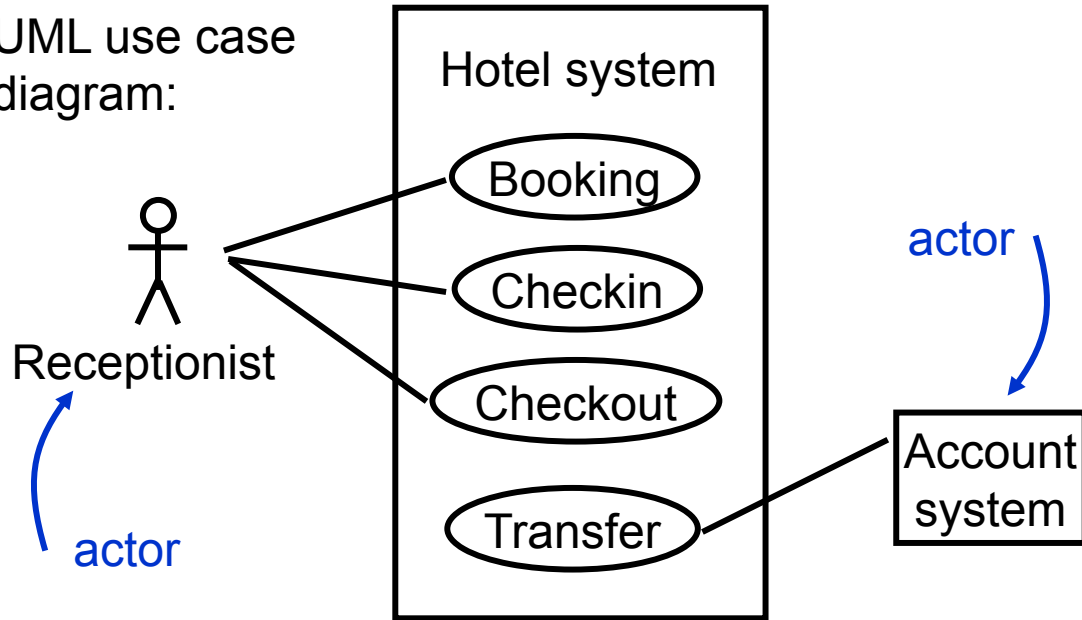 UML use case
diagram:
Hotel system
Booking
Checkin
Checkout
Transfer
Receptionist
actor
actor
Account
system